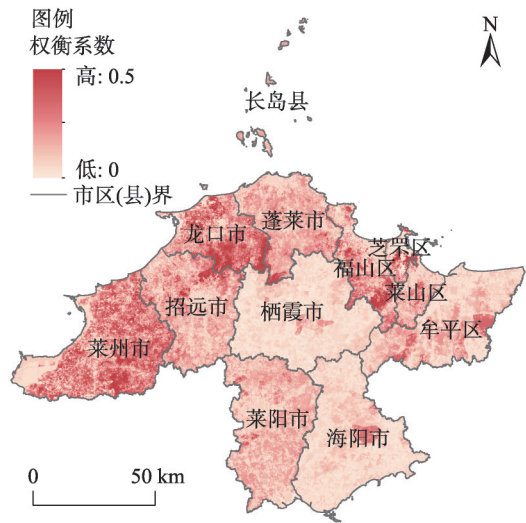 图例
N
权衡系数
高: 0.5
低: 0
市区(县)界
长岛县
蓬莱市
龙口市
芝罘区
福山区
莱山区
招远市
栖霞市
牟平区
莱州市
莱阳市
海阳市
0 50 km